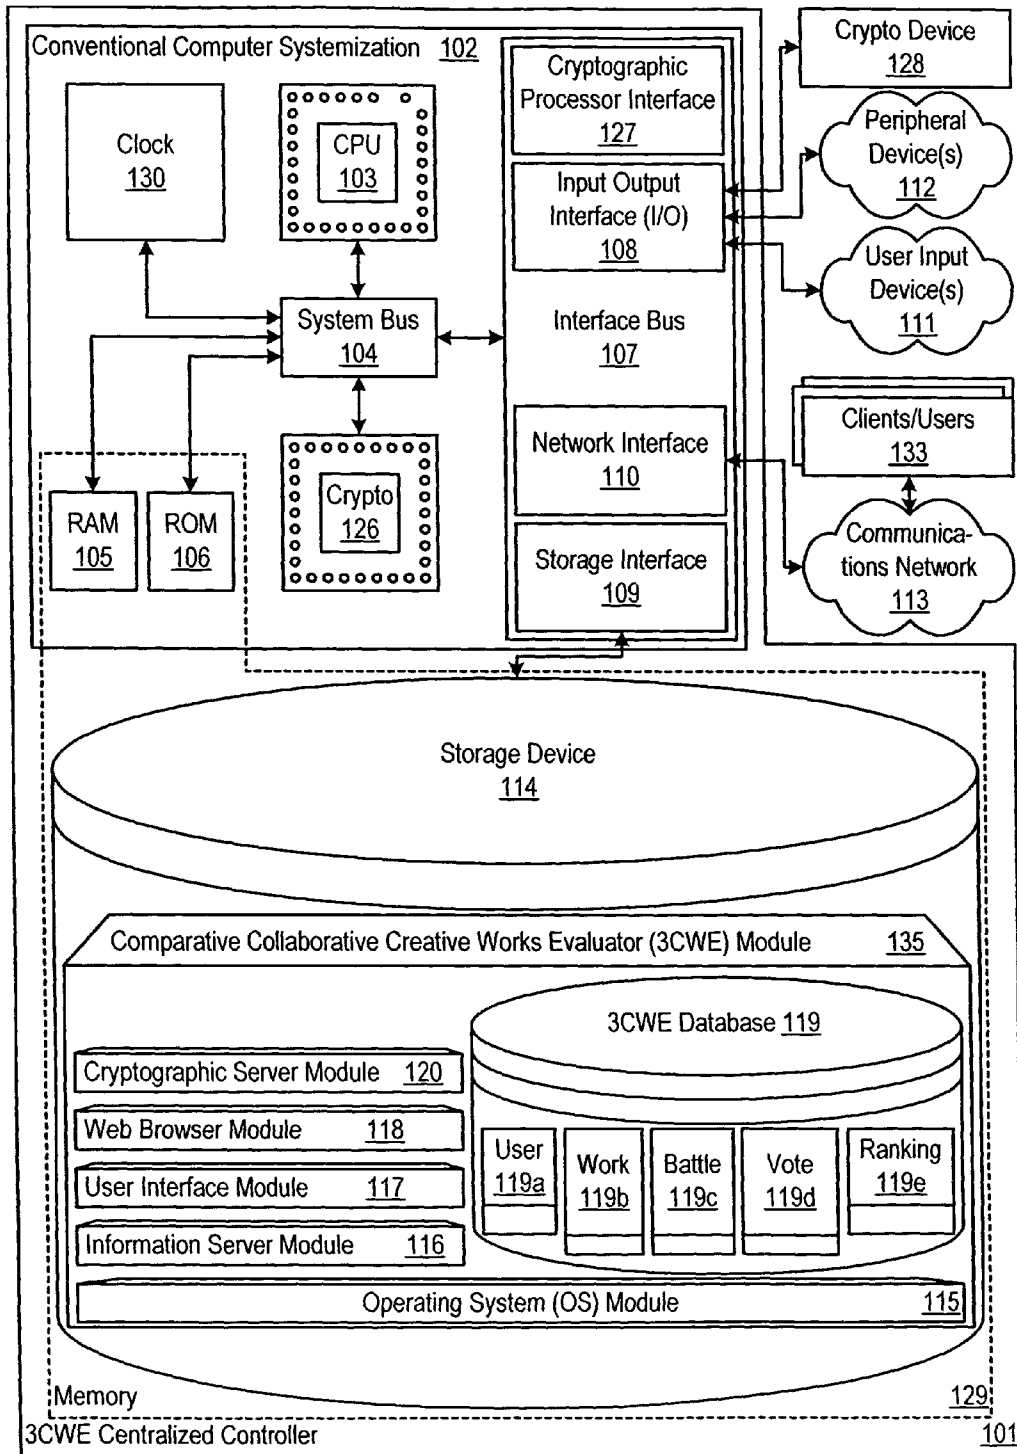 Conventional Computer Systemization 102
Clock
130
CPU
103
System Bus
104
Crypto
126
RAM
105
ROM
106
Cryptographic
Processor Interface
127
Input Output
Interface (I/O)
108
Interface Bus
107
Network Interface
110
Storage Interface
109
Crypto Device
128
Peripheral
Device(s)
112
User Input
Device(s)
111
Clients/Users
133
Communica-
tions Network
113
Storage Device
114
Comparative Collaborative Creative Works Evaluator (3CWE) Module 135
3CWE Database 119
Cryptographic Server Module 120
Web Browser Module 118
User Interface Module 117
Information Server Module 116
User
119a
Work
119b
Battle
119c
Vote
119d
Ranking
119e
Operating System (OS) Module 115
Memory 129
3CWE Centralized Controller 101